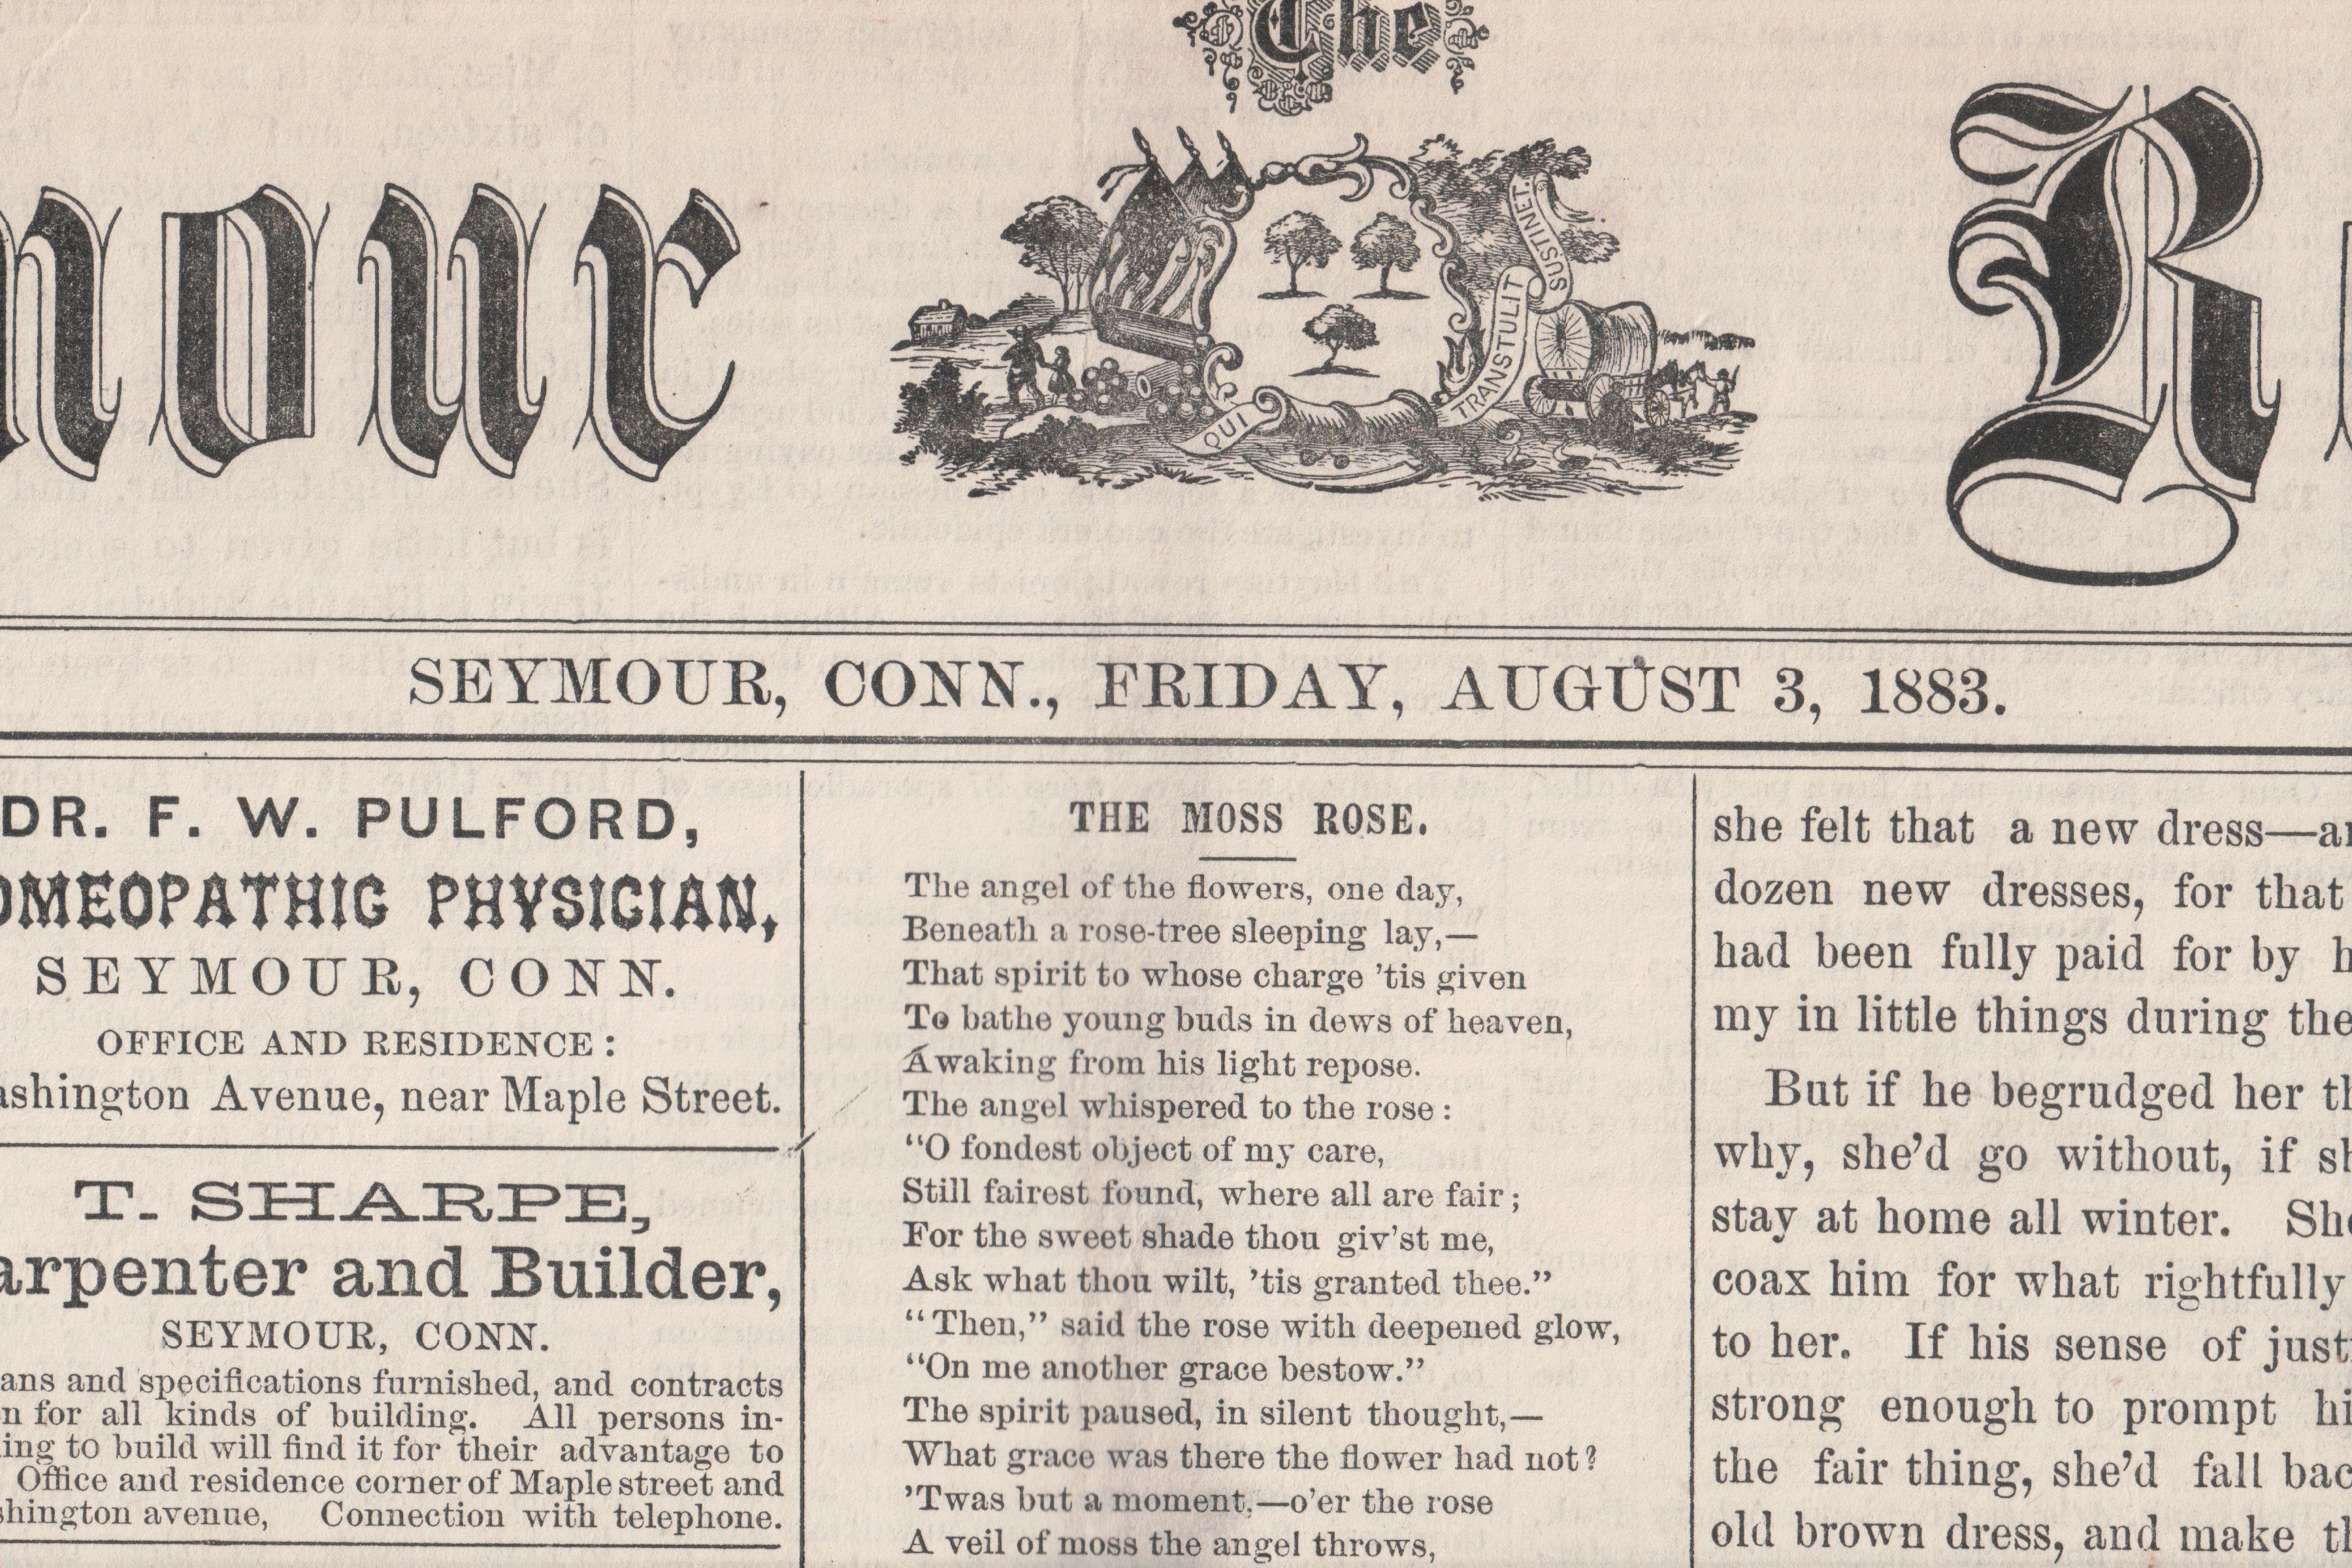 The
QUI TRANSTULIT SUSTINET.
SEYMOUR, CONN., FRIDAY, AUGUST 3, 1883.
DR. F. W. PULFORD,
OMEOPATHIC PHYSICIAN,
SEYMOUR, CONN.
OFFICE AND RESIDENCE:
ashington Avenue, near Maple Street.
T. SHARPE,
arpenter and Builder,
SEYMOUR, CONN.
ans and specifications furnished, and contracts
n for all kinds of building. All persons in-
ing to build will find it for their advantage to
Office and residence corner of Maple street and
shington avenue, Connection with telephone.
THE MOSS ROSE.
The angel of the flowers, one day,
Beneath a rose-tree sleeping lay,—
That spirit to whose charge ’tis given
To bathe young buds in dews of heaven,
Awaking from his light repose.
The angel whispered to the rose:
“O fondest object of my care,
Still fairest found, where all are fair;
For the sweet shade thou giv’st me,
Ask what thou wilt, ’tis granted thee.”
“Then,” said the rose with deepened glow,
“On me another grace bestow.”
The spirit paused, in silent thought,—
What grace was there the flower had not?
’Twas but a moment,—o’er the rose
A veil of moss the angel throws,
she felt that a new dress—a
dozen new dresses, for that
had been fully paid for by h
my in little things during the
But if he begrudged her th
why, she’d go without, if sh
stay at home all winter. She
coax him for what rightfully
to her. If his sense of just
strong enough to prompt hi
the fair thing, she’d fall bac
old brown dress, and make th